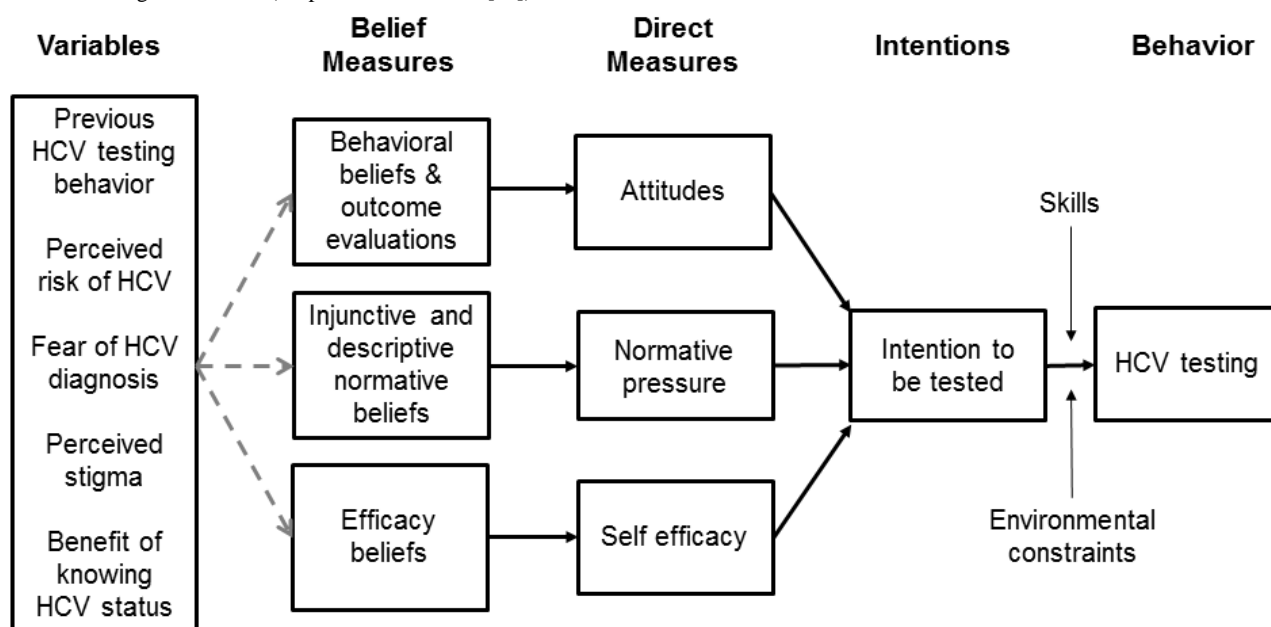 Variables
Belief
Measures
Direct
Measures
Intentions
Behavior
Previous
HCV testing
behavior
Perceived
risk of HCV
Fear of HCV
diagnosis
Perceived
stigma
Benefit of
knowing
HCV status
Behavioral
beliefs &
outcome
evaluations
Injunctive and
descriptive
normative
beliefs
Efficacy
beliefs
Attitudes
Normative
pressure
Self efficacy
Intention to
be tested
Skills
Environmental
constraints
HCV testing